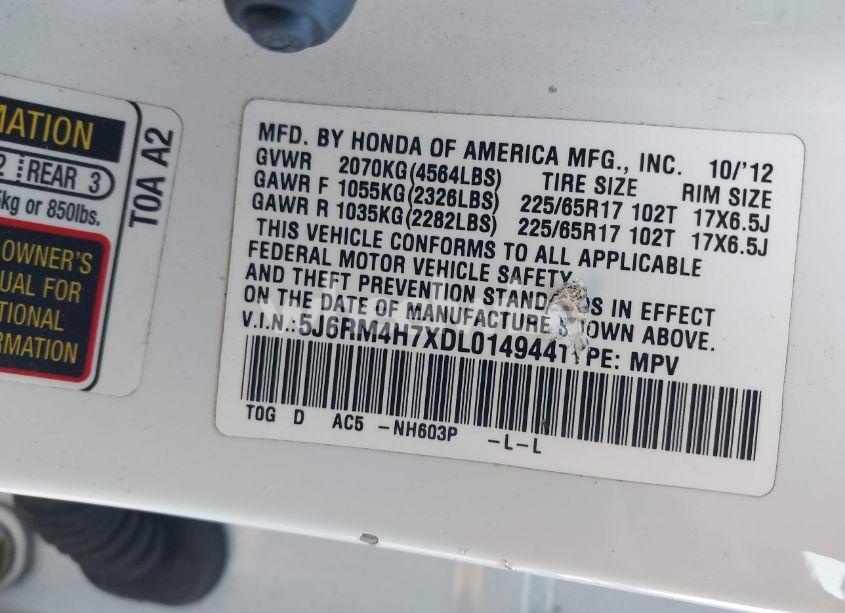 MATION
2 REAR 3
kg or 850lbs.
OWNER'S
UAL FOR
TIONAL
RMATION
T0A A2
MFD. BY HONDA OF AMERICA MFG., INC. 10/'12
GVWR 2070KG(4564LBS) TIRE SIZE RIM SIZE
GAWR F 1055KG(2326LBS) 225/65R17 102T 17X6.5J
GAWR R 1035KG(2282LBS) 225/65R17 102T 17X6.5J
THIS VEHICLE CONFORMS TO ALL APPLICABLE
FEDERAL MOTOR VEHICLE SAFETY
AND THEFT PREVENTION STAND DS IN EFFECT
ON THE DATE OF MANUFACTURE OWN ABOVE.
V.I.N.:5J6RM4H7XDL014944 T PE: MPV
T0G D AC5 -NH603P -L-L